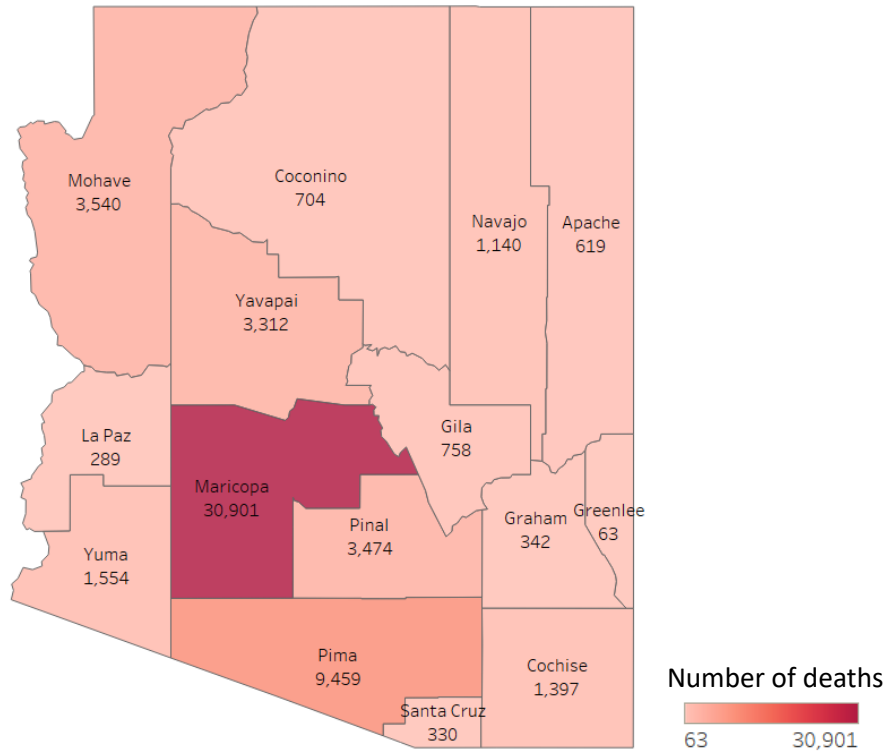 Mohave
3,540
Coconino
704
Navajo
1,140
Apache
619
Yavapai
3,312
La Paz
289
Gila
758
Maricopa
30,901
Pinal
3,474
Graham
342
Greenlee
63
Yuma
1,554
Pima
9,459
Cochise
1,397
Santa Cruz
330
Number of deaths
63 30,901